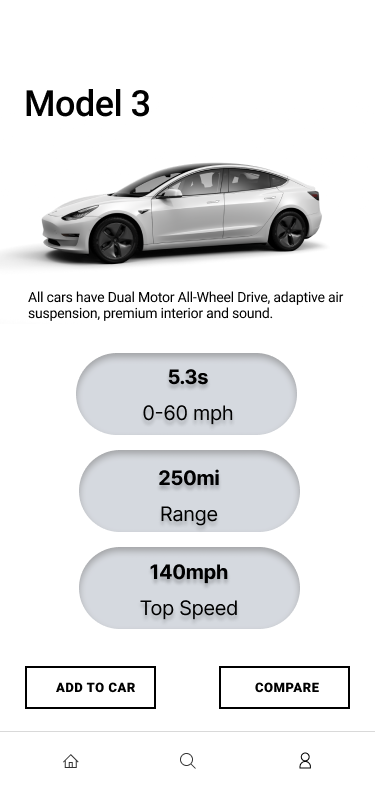 Model 3
All cars have Dual Motor All-Wheel Drive, adaptive air
suspension, premium interior and sound.
5.3s
0-60 mph
250mi
Range
140mph
Top Speed
ADD TO CAR
COMPARE